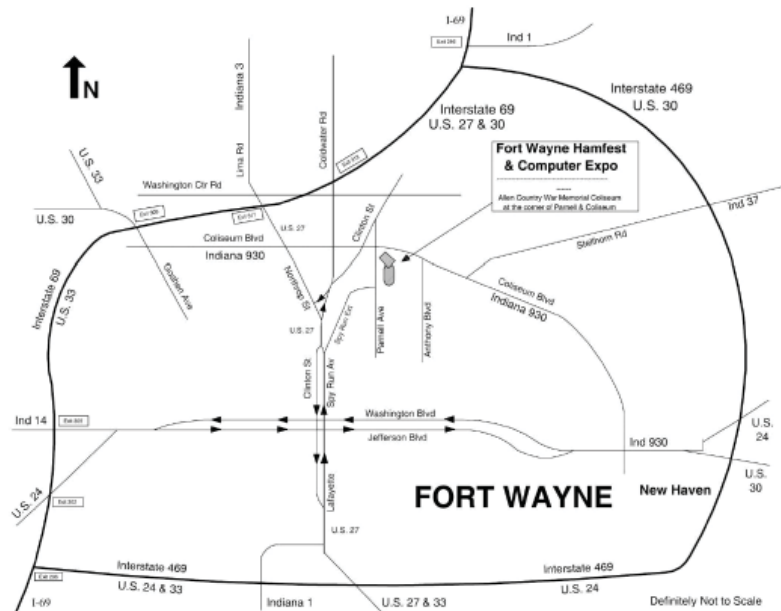 I-69
Ind 1
Interstate 469
U.S. 30
Interstate 69
U.S. 27 & 30
N
Indiana 3
Lima Rd
Coldwater Rd
Fort Wayne Hamfest
& Computer Expo
Allen Country War Memorial Coliseum
at the corner of Parnell & Coliseum
U.S. 33
Washington Ctr Rd
U.S. 30
Ind 37
Stellhorn Rd
Clinton St
U.S. 27
Coliseum Blvd
Indiana 930
Goshen Ave
Northrop St
Interstate 69
U.S. 33
Coliseum Blvd
Indiana 930
Spy Run Ext
Parnell Ave
Anthony Blvd
U.S. 27
Clinton St
Spy Run Av
Ind 14
Washington Blvd
Jefferson Blvd
Ind 930
U.S.
24
U.S.
30
U.S. 24
Lafayette
FORT WAYNE
New Haven
U.S. 27
Interstate 469
U.S. 24 & 33
Interstate 469
U.S. 24
I-69
Indiana 1
U.S. 27 & 33
Definitely Not to Scale